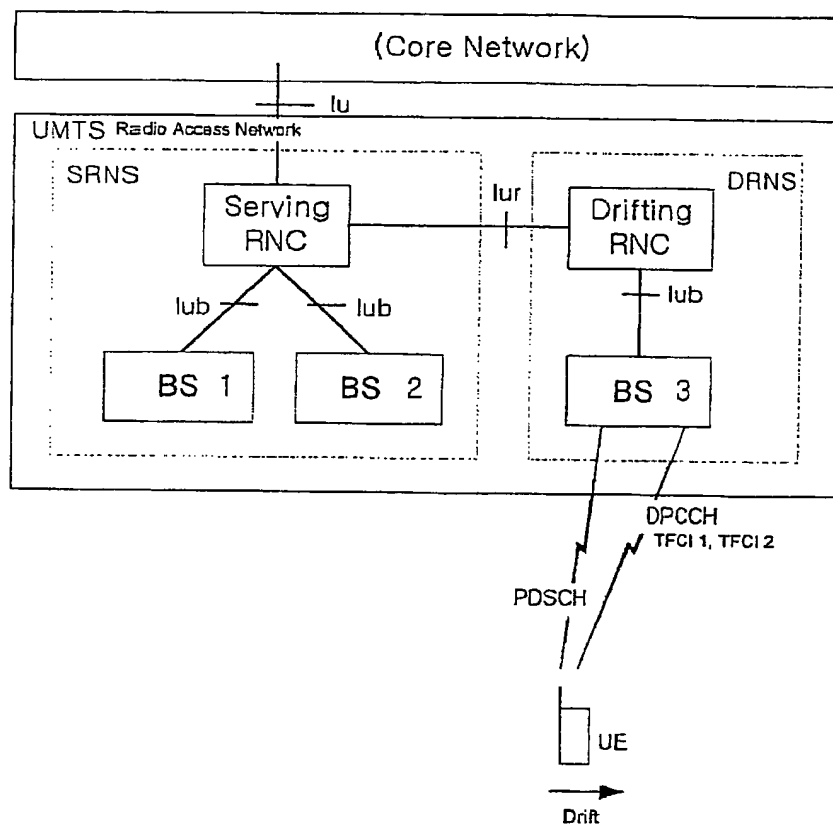 (Core Network)
Iu
UMTS Radio Access Network
SRNS
DRNS
Serving
RNC
Iur
Drifting
RNC
Iub
Iub
Iub
BS 1
BS 2
BS 3
DPCCH
TFCI 1, TFCI 2
PDSCH
UE
Drift